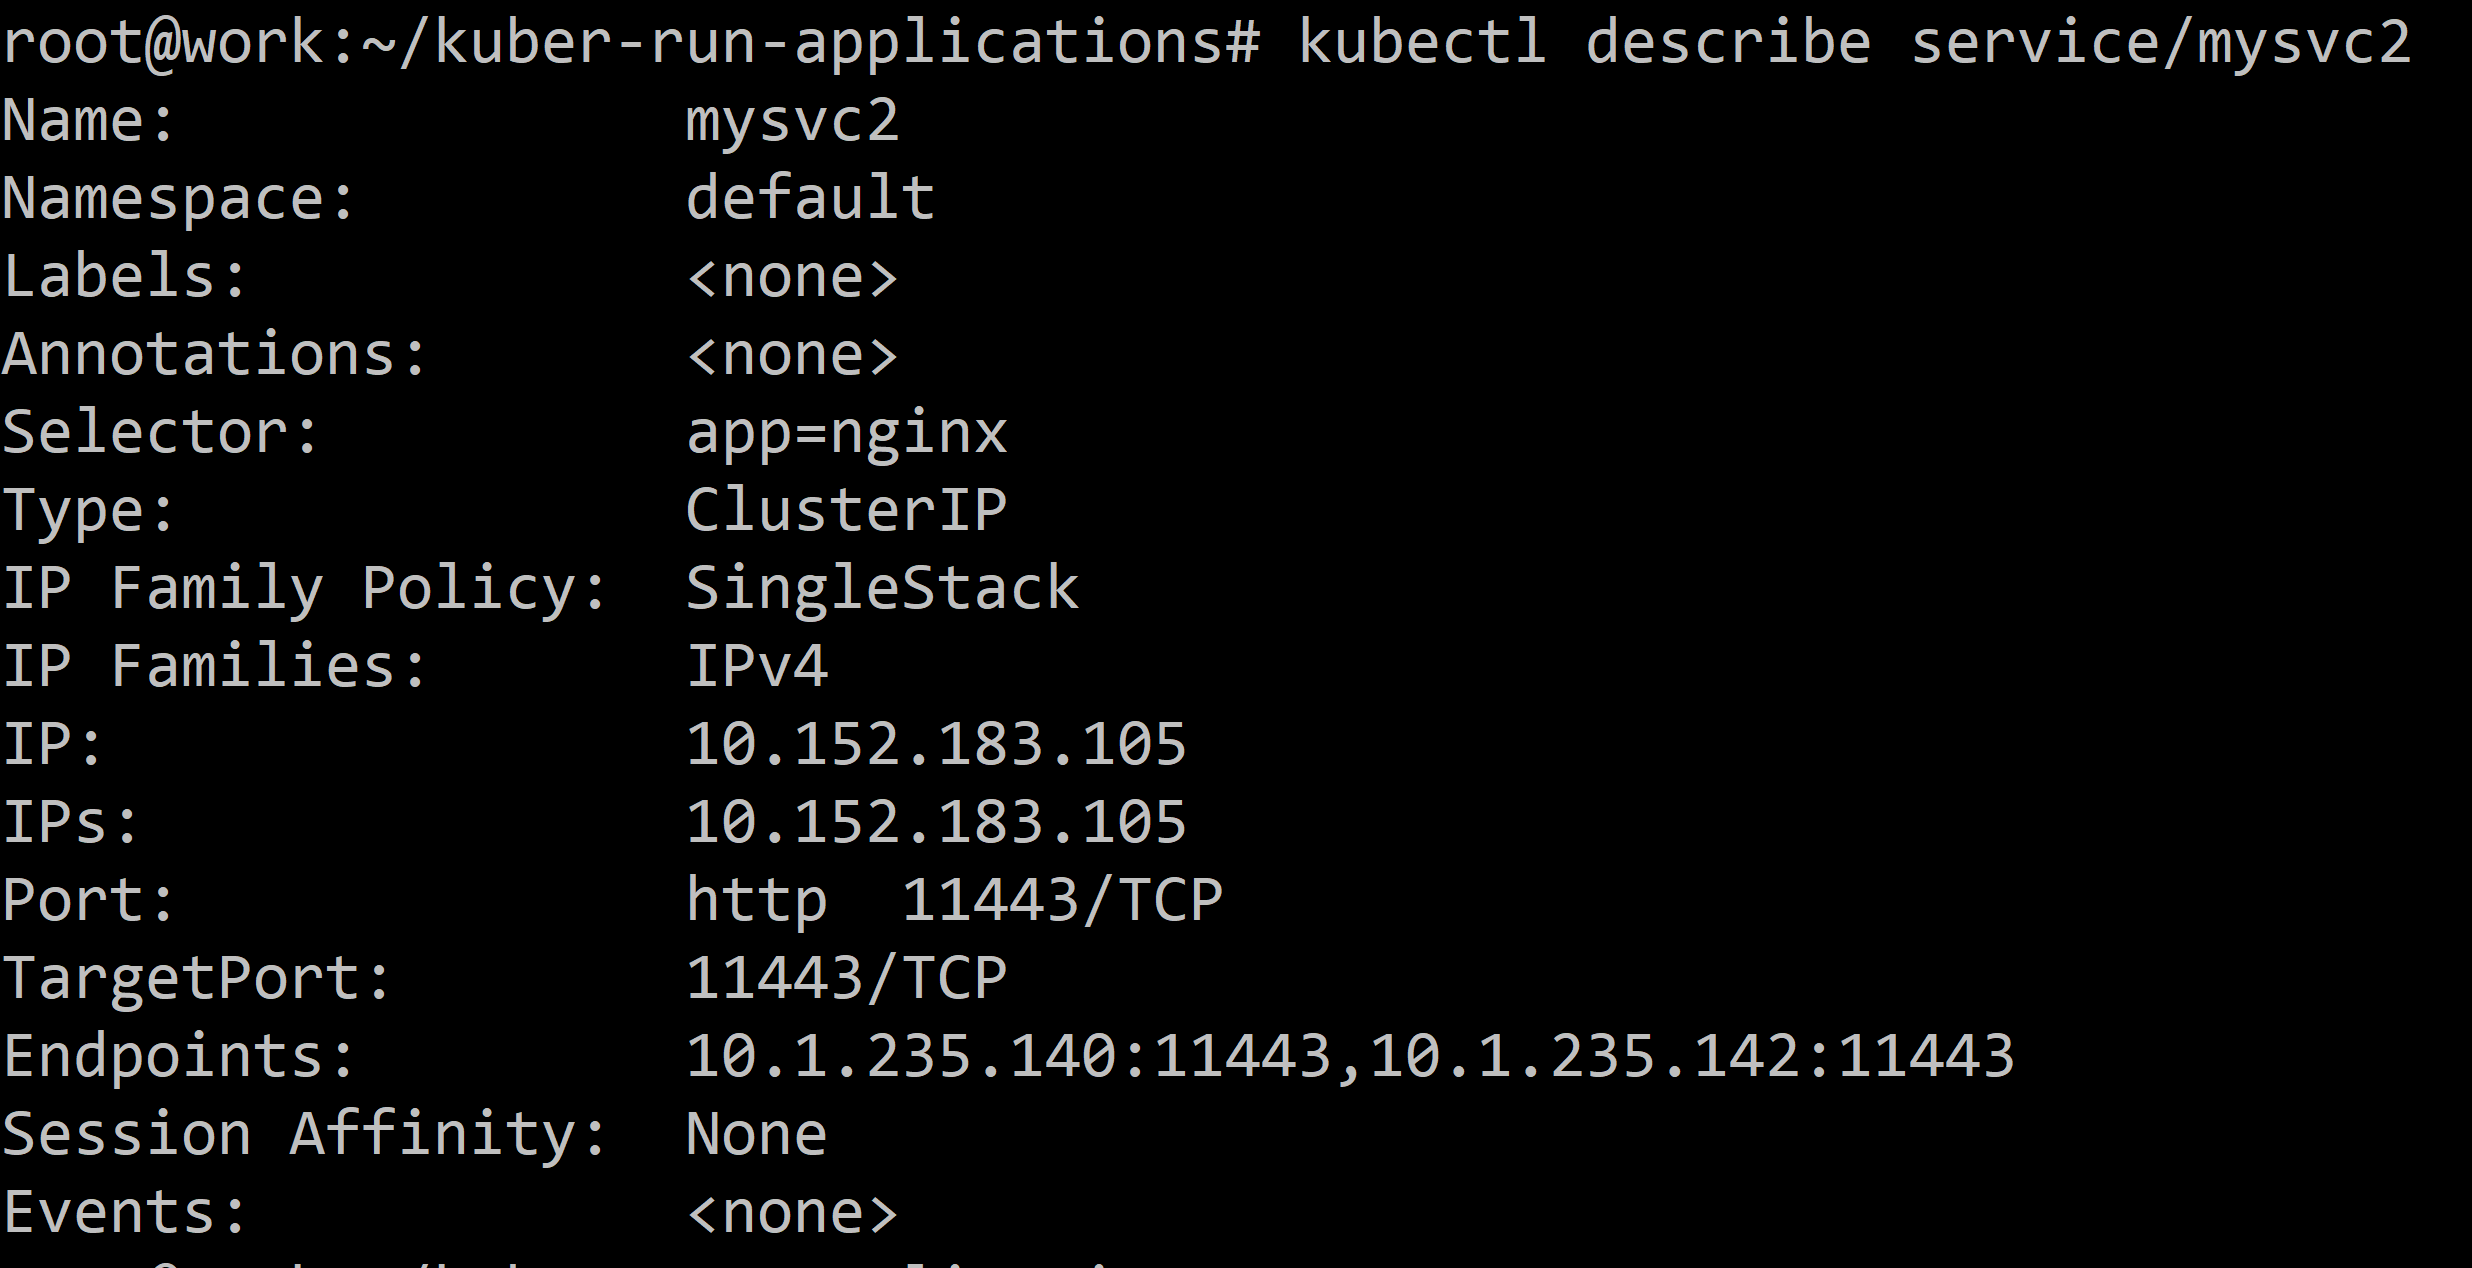 root@work:~/kuber-run-applications# kubectl describe service/mysvc2
Name:              mysvc2
Namespace:         default
Labels:            <none>
Annotations:       <none>
Selector:          app=nginx
Type:              ClusterIP
IP Family Policy:  SingleStack
IP Families:       IPv4
IP:                10.152.183.105
IPs:               10.152.183.105
Port:              http  11443/TCP
TargetPort:        11443/TCP
Endpoints:         10.1.235.140:11443,10.1.235.142:11443
Session Affinity:  None
Events:            <none>